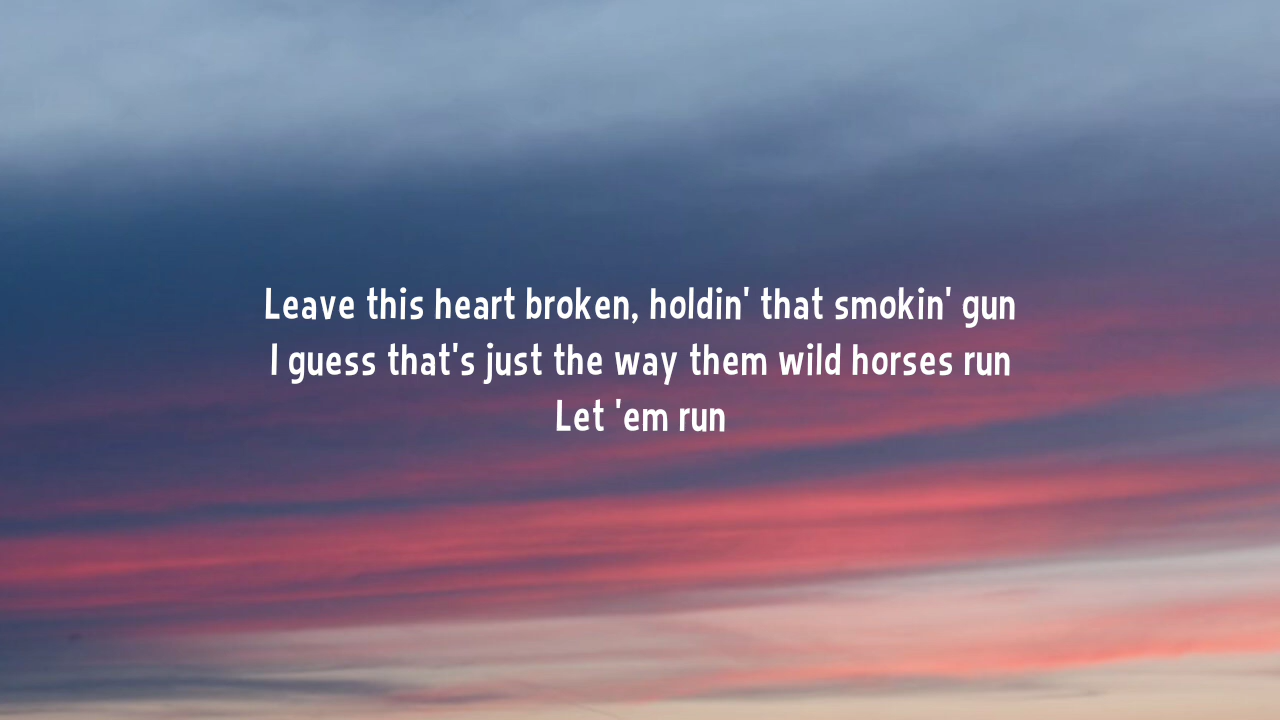 Leave this heart broken, holdin' that smokin' gun
I guess that's just the way them wild horses run
Let 'em run